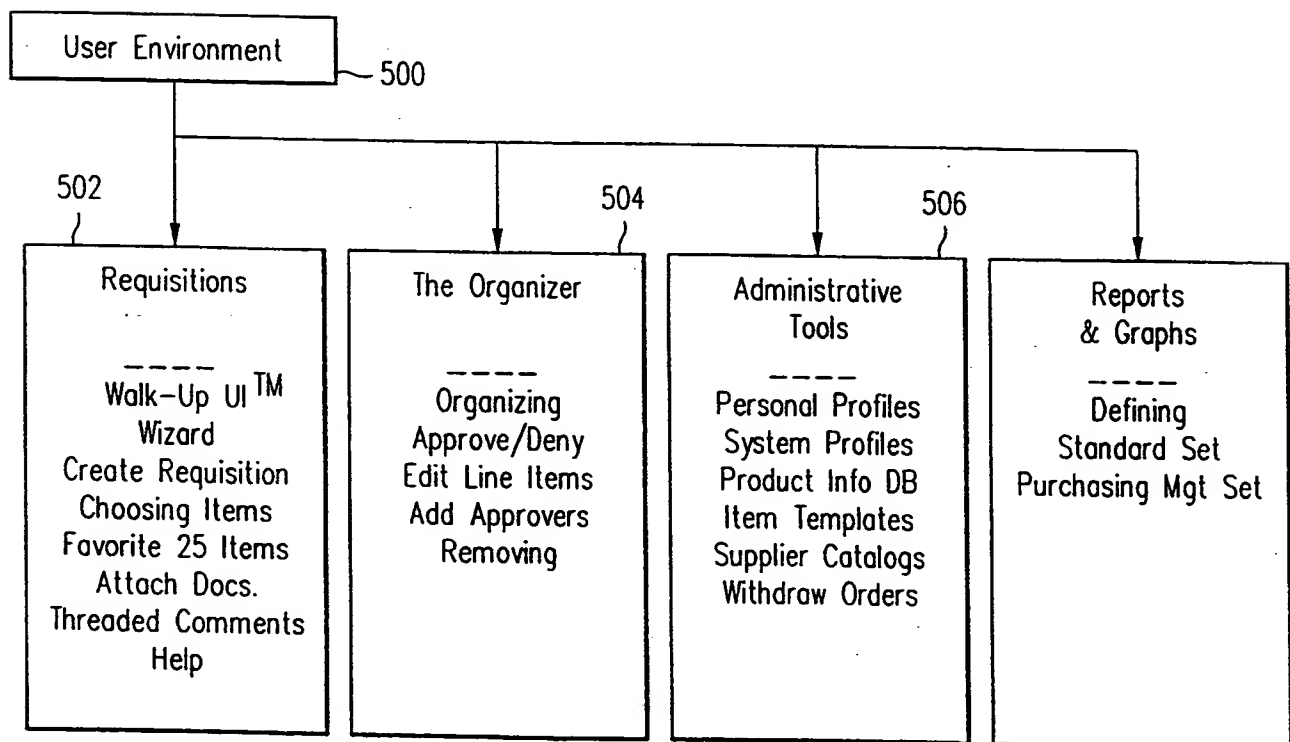 User Environment
500
502
504
506
Requisitions
----
Walk-Up UI™
Wizard
Create Requisition
Choosing Items
Favorite 25 Items
Attach Docs.
Threaded Comments
Help
The Organizer
----
Organizing
Approve/Deny
Edit Line Items
Add Approvers
Removing
Administrative
Tools
----
Personal Profiles
System Profiles
Product Info DB
Item Templates
Supplier Catalogs
Withdraw Orders
Reports
& Graphs
----
Defining
Standard Set
Purchasing Mgt Set